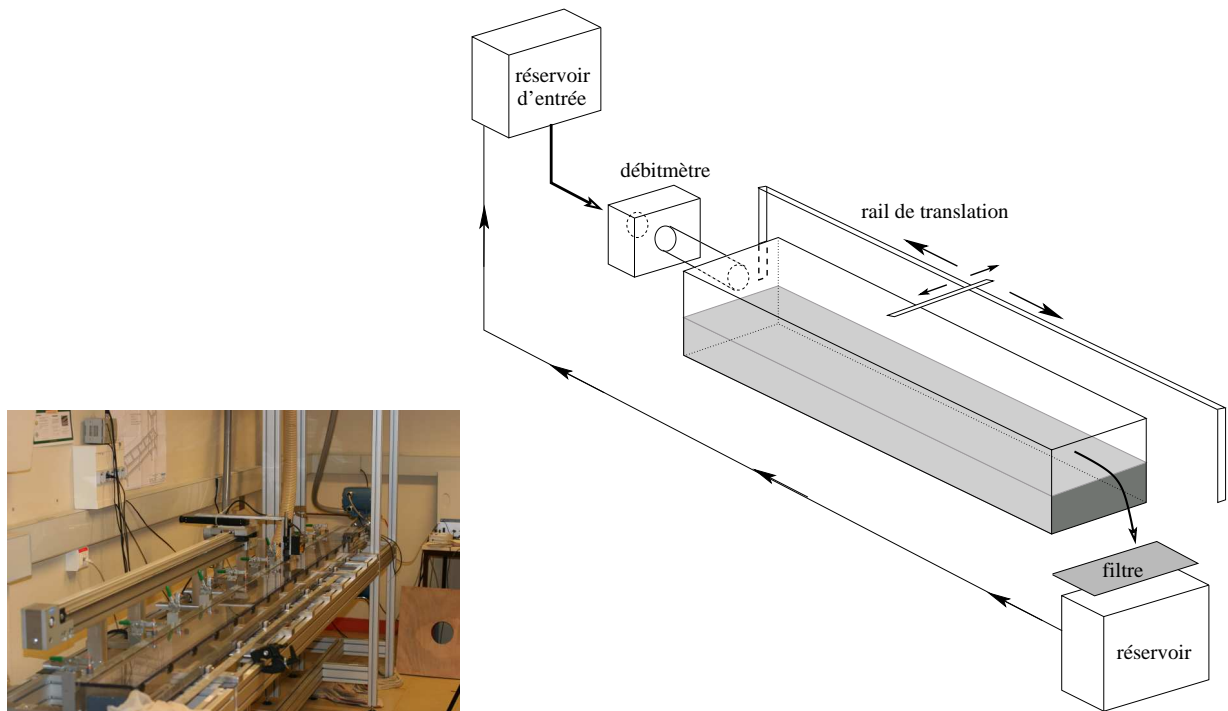 réservoir
d'entrée
débitmètre
rail de translation
filtre
réservoir